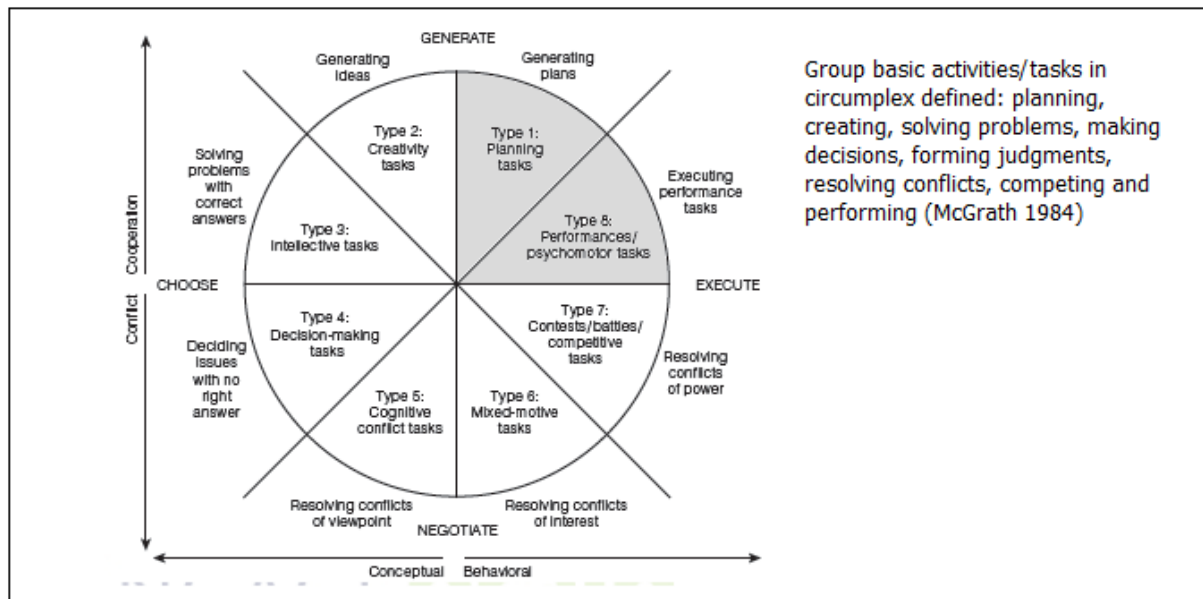 GENERATE
Generating
ideas
Generating
plans
Type 2:
Creativity
tasks
Type 1:
Planning
tasks
Solving
problems
with
correct
answers
Executing
performance
tasks
Type 3:
Intellective tasks
Type 8:
Performances/
psychomotor tasks
Cooperation
Conflict
CHOOSE
EXECUTE
Type 4:
Decision-making
tasks
Type 7:
Contests/battles/
competitive
tasks
Deciding
issues
with no
right
answer
Resolving
conflicts
of power
Type 5:
Cognitive
conflict tasks
Type 6:
Mixed-motive
tasks
Resolving conflicts
of viewpoint
Resolving conflicts
of interest
NEGOTIATE
Conceptual
Behavioral
Group basic activities/tasks in
circumplex defined: planning,
creating, solving problems, making
decisions, forming judgments,
resolving conflicts, competing and
performing (McGrath 1984)